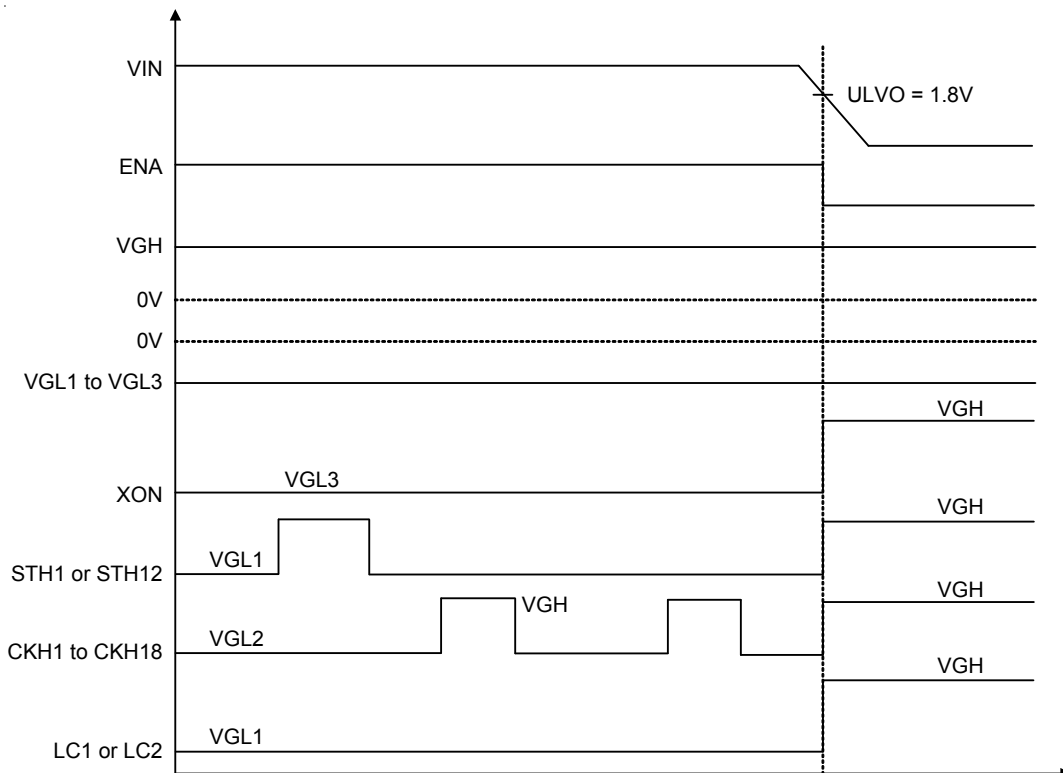 VIN
ULVO = 1.8V
ENA
VGH
0V
0V
VGL1 to VGL3
VGH
XON
VGL3
VGH
STH1 or STH12
VGL1
VGH
VGH
CKH1 to CKH18
VGL2
VGH
LC1 or LC2
VGL1